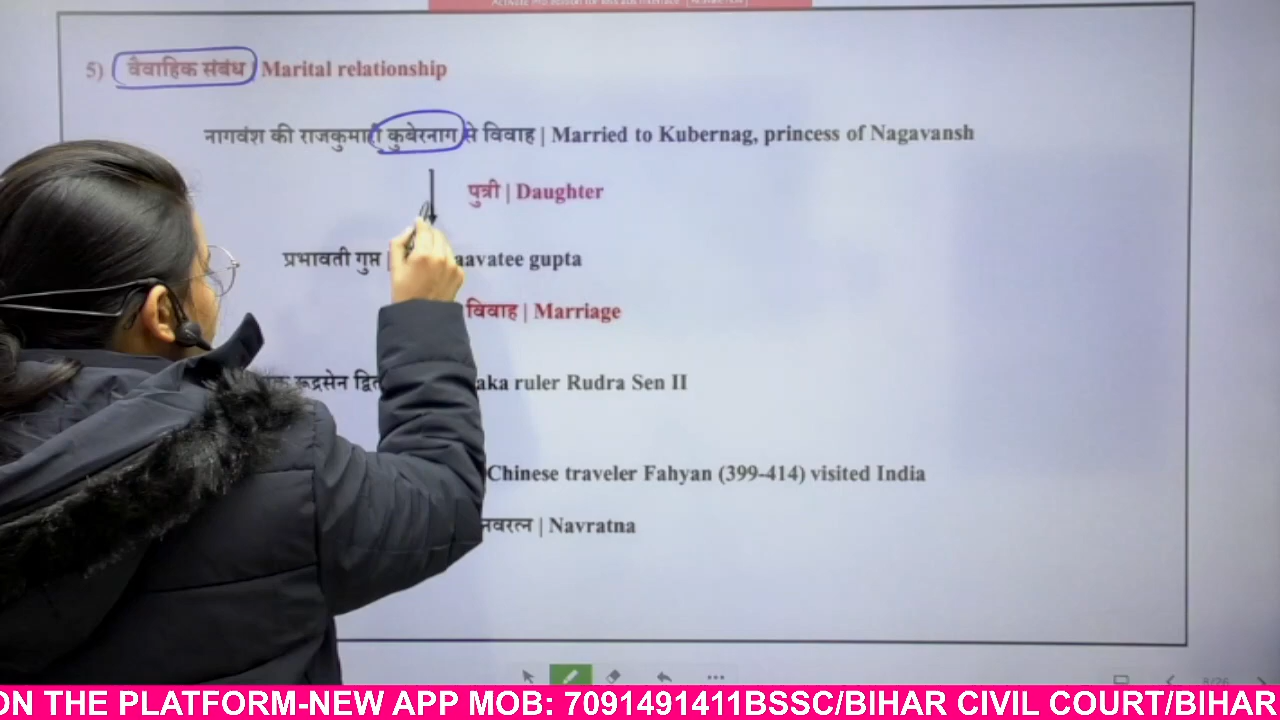 5) वैवाहिक संबंध | Marital relationship
नागवंश की राजकुमारी कुबेरनाग से विवाह | Married to Kubernag, princess of Nagavansh
पुत्री | Daughter
प्रभावती गुप्त | aavatee gupta
विवाह | Marriage
रूद्रसेन aka ruler Rudra Sen II
Chinese traveler Fahyan (399-414) visited India
नवरत्न | Navratna
8/26
ON THE PLATFORM-NEW APP MOB: 7091491411BSSC/BIHAR CIVIL COURT/BIHAR